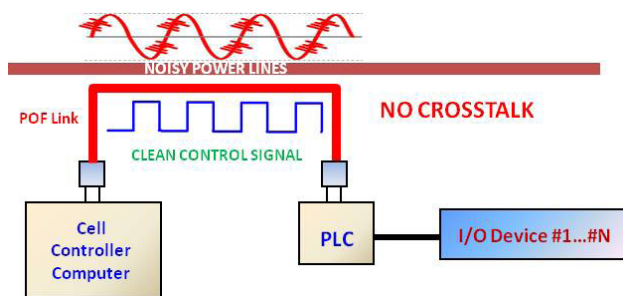 NOISY POWER LINES
POF Link
NO CROSSTALK
CLEAN CONTROL SIGNAL
Cell
Controller
Computer
PLC
I/O Device #1...#N